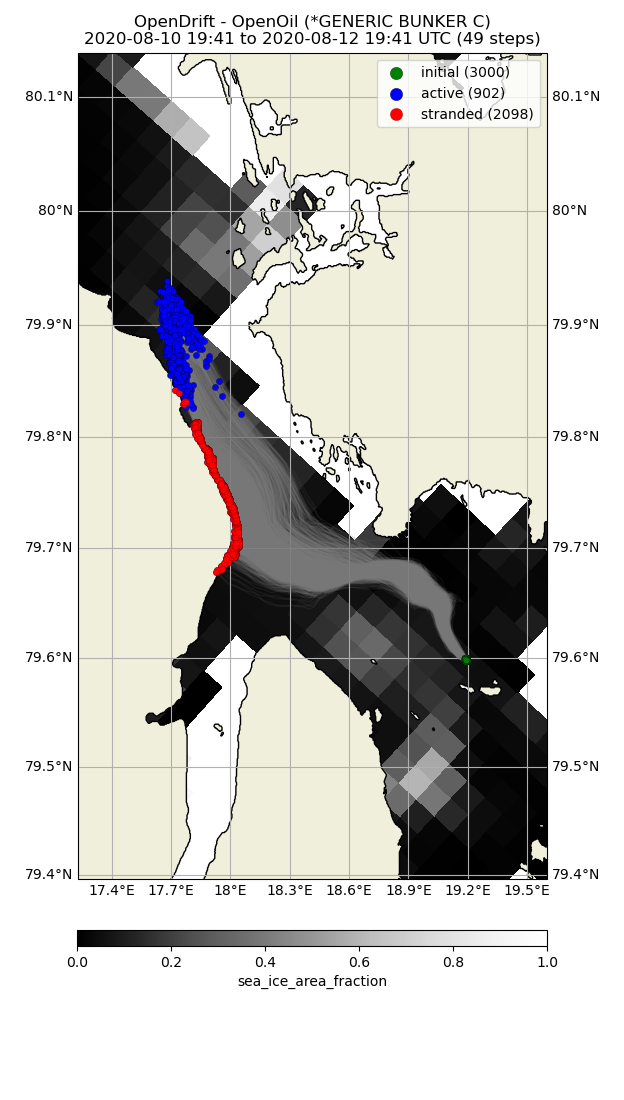 OpenDrift - OpenOil (*GENERIC BUNKER C)
2020-08-10 19:41 to 2020-08-12 19:41 UTC (49 steps)
initial (3000)
active (902)
stranded (2098)
80.1°N 80.1°N
80°N 80°N
79.9°N 79.9°N
79.8°N 79.8°N
79.7°N 79.7°N
79.6°N 79.6°N
79.5°N 79.5°N
79.4°N 79.4°N
17.4°E 17.7°E 18°E 18.3°E 18.6°E 18.9°E 19.2°E 19.5°E
0.0 0.2 0.4 0.6 0.8 1.0
sea_ice_area_fraction